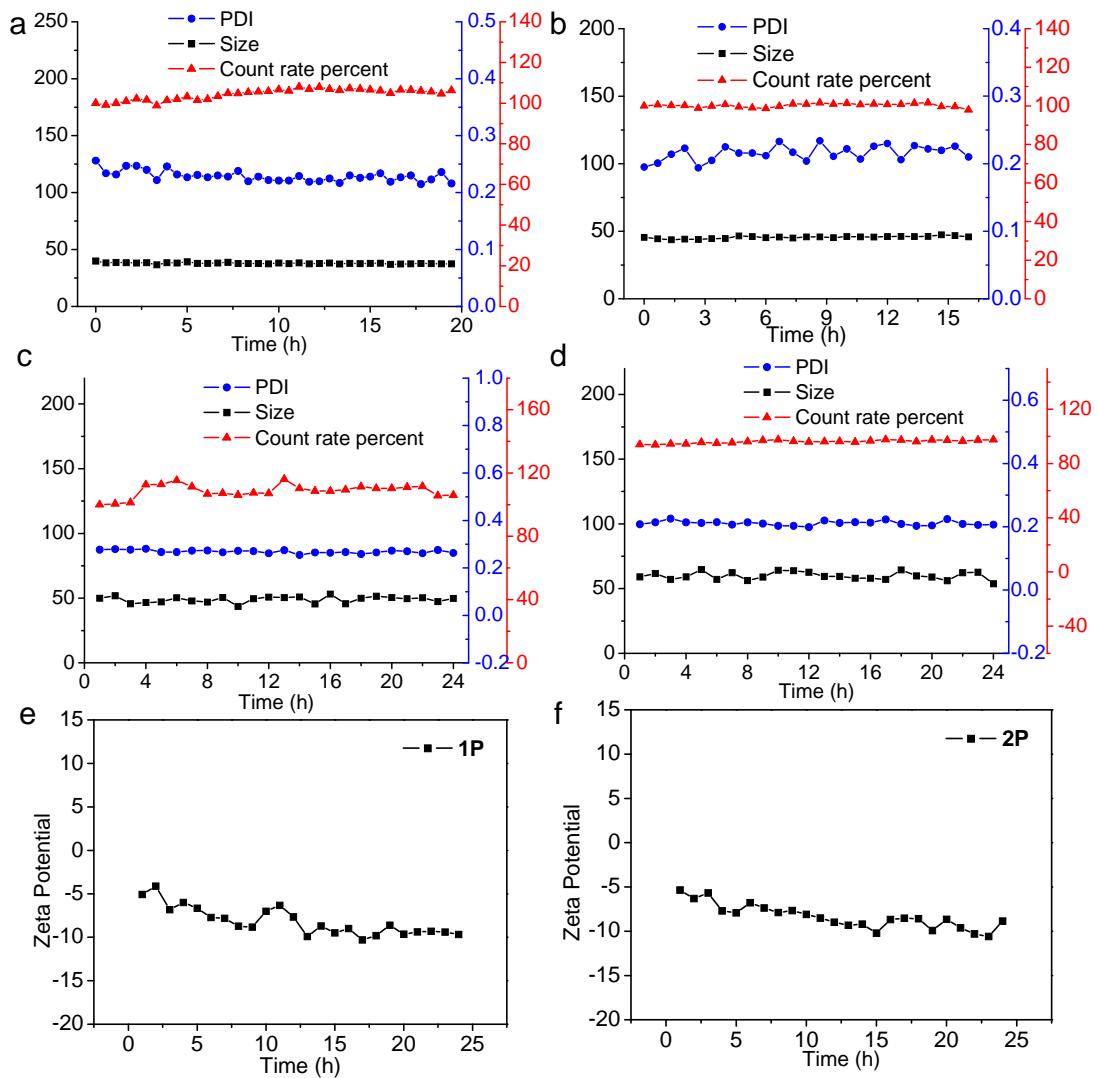 a
PDI
Size
Count rate percent
250
200
150
100
50
0
0 5 10 15 20
Time (h)
0.5
0.4
0.3
0.2
0.1
0.0
140
120
100
80
60
40
20
0
b
PDI
Size
Count rate percent
200
150
100
50
0
0 3 6 9 12 15
Time (h)
0.4
0.3
0.2
0.1
0.0
140
120
100
80
60
40
20
0
c
PDI
Size
Count rate percent
200
150
100
50
0
0 4 8 12 16 20 24
Time (h)
1.0
0.8
0.6
0.4
0.2
0.0
-0.2
160
120
80
40
0
d
PDI
Size
Count rate percent
200
150
100
50
0
0 4 8 12 16 20 24
Time (h)
0.6
0.4
0.2
0.0
-0.2
120
80
40
0
-40
e
1P
Zeta Potential
15
10
5
0
-5
-10
-15
-20
0 5 10 15 20 25
Time (h)
f
2P
Zeta Potential
15
10
5
0
-5
-10
-15
-20
0 5 10 15 20 25
Time (h)